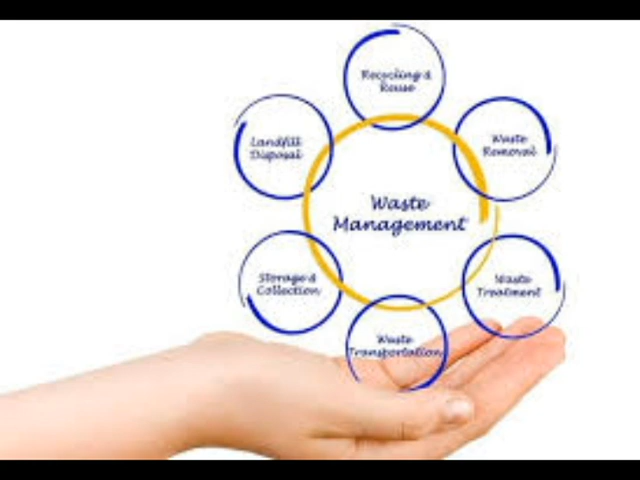 Recycling &
Reuse
Landfill
Disposal
Waste
Removal
Waste
Management
Storage &
Collection
Waste
Treatment
Waste
Transportation